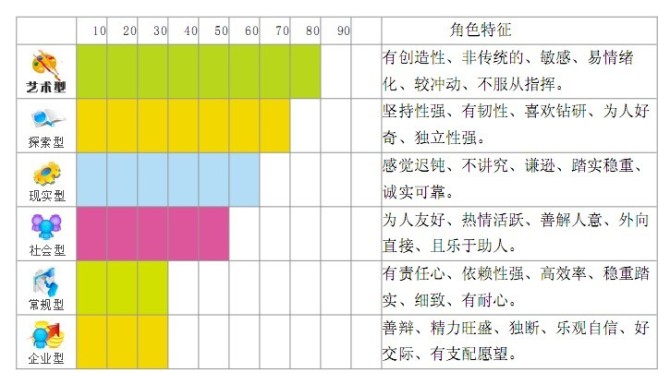 10 20 30 40 50 60 70 80 90 角色特征
艺术型
有创造性、非传统的、敏感、易情绪
化、较冲动、不服从指挥。
探索型
坚持性强、有韧性、喜欢钻研、为人好
奇、独立性强。
现实型
感觉迟钝、不讲究、谦逊、踏实稳重、
诚实可靠。
社会型
为人友好、热情活跃、善解人意、外向
直接、且乐于助人。
常规型
有责任心、依赖性强、高效率、稳重踏
实、细致、有耐心。
企业型
善辩、精力旺盛、独断、乐观自信、好
交际、有支配愿望。